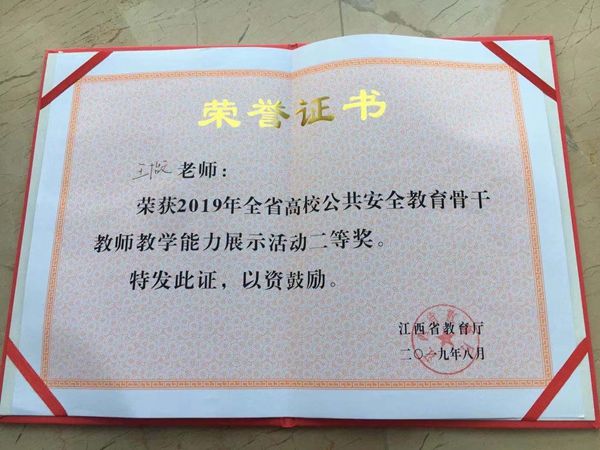 荣誉证书
老师：
荣获2019年全省高校公共安全教育骨干
教师教学能力展示活动二等奖。
特发此证，以资鼓励。
江西省教育厅
二〇一九年八月